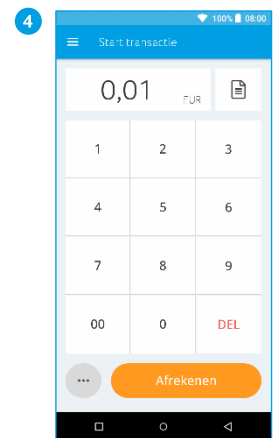 4
100% 08:00
Start transactie
0,01 EUR
1 2 3
4 5 6
7 8 9
00 0 DEL
... Afrekenen